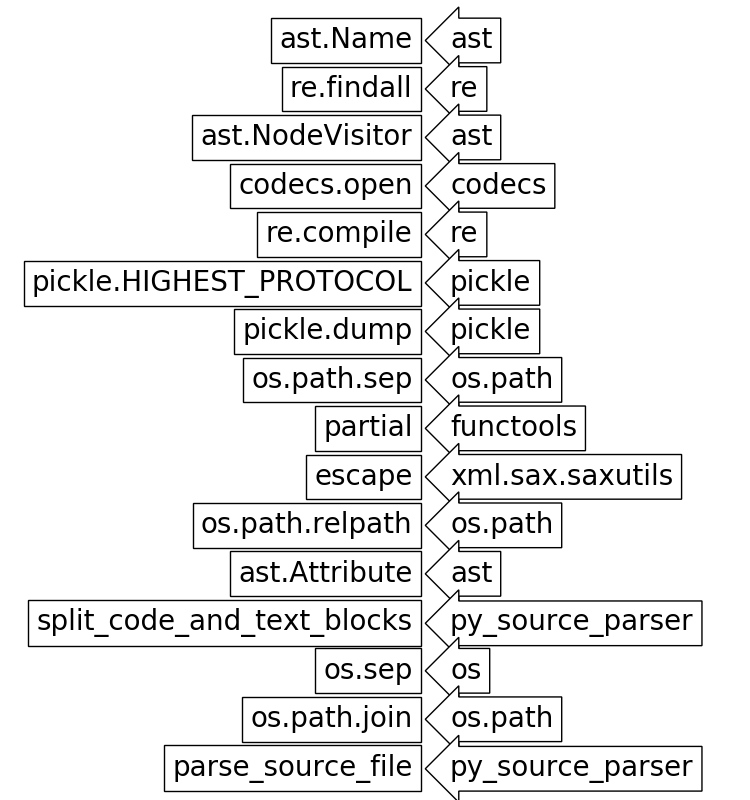 ast.Name ast
re.findall re
ast.NodeVisitor ast
codecs.open codecs
re.compile re
pickle.HIGHEST_PROTOCOL pickle
pickle.dump pickle
os.path.sep os.path
partial functools
escape xml.sax.saxutils
os.path.relpath os.path
ast.Attribute ast
split_code_and_text_blocks py_source_parser
os.sep os
os.path.join os.path
parse_source_file py_source_parser